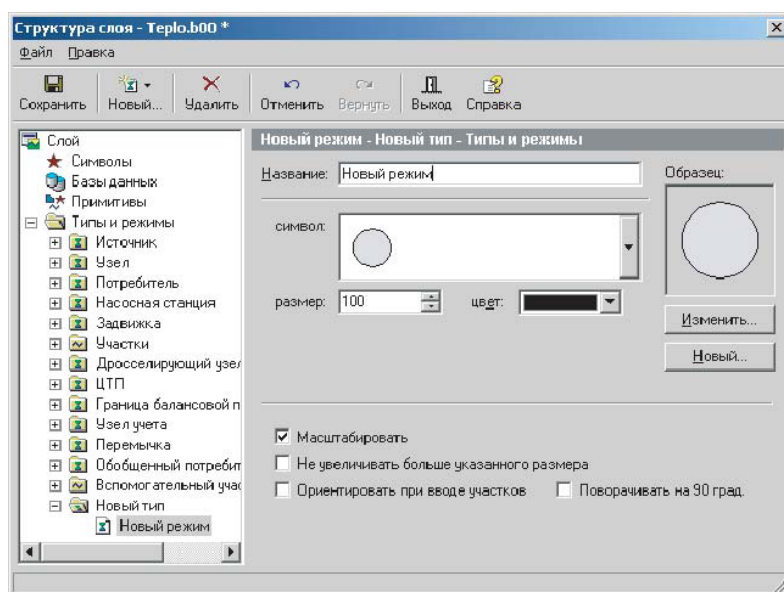 Структура слоя - Teplo.b00 *
Файл Правка
Сохранить Новый... Удалить Отменить Вернуть Выход Справка
Слой
Символы
Базы данных
Примитивы
Типы и режимы
Источник
Узел
Потребитель
Насосная станция
Задвижка
Участки
Дросселирующий узел
ЦТП
Граница балансовой п
Узел учета
Перемычка
Обобщенный потребит
Вспомогательный учас
Новый тип
Новый режим
Новый режим - Новый тип - Типы и режимы
Название: Новый режим
Образец:
символ:
размер: 100 цвет:
Изменить...
Новый...
Масштабировать
Не увеличивать больше указанного размера
Ориентировать при вводе участков Поворачивать на 90 град.